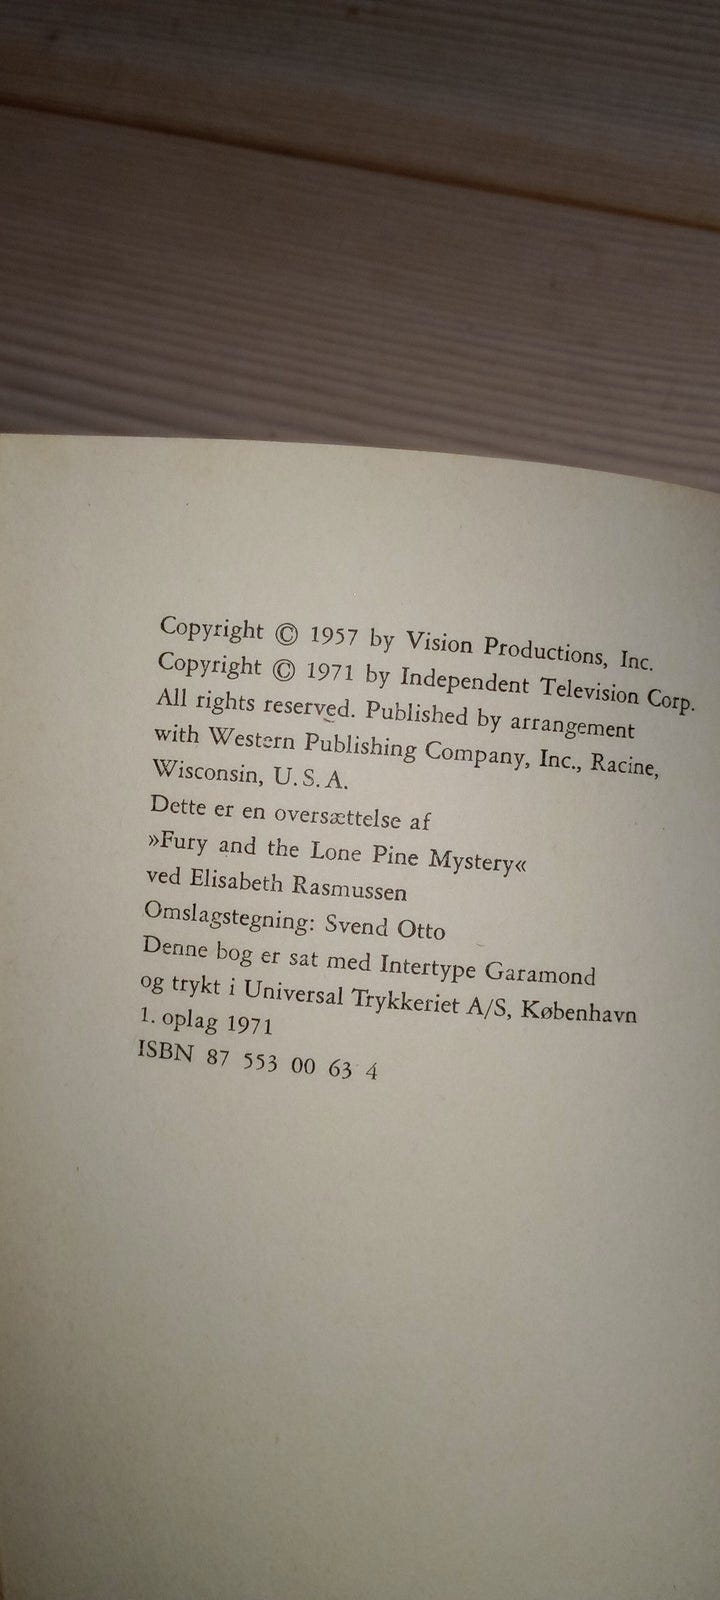 Copyright © 1957 by Vision Productions, Inc.
Copyright © 1971 by Independent Television Corp.
All rights reserved. Published by arrangement
with Western Publishing Company, Inc., Racine,
Wisconsin, U.S.A.
Dette er en oversættelse af
»Fury and the Lone Pine Mystery«
ved Elisabeth Rasmussen
Omslagstegning: Svend Otto
Denne bog er sat med Intertype Garamond
og trykt i Universal Trykkeriet A/S, København
1. oplag 1971
ISBN 87 553 00 63 4